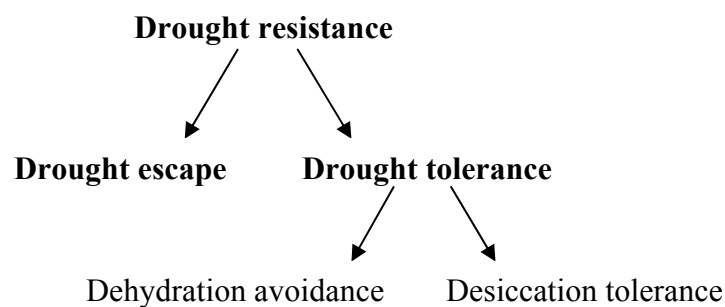 Drought resistance
Drought escape
Drought tolerance
Dehydration avoidance
Desiccation tolerance